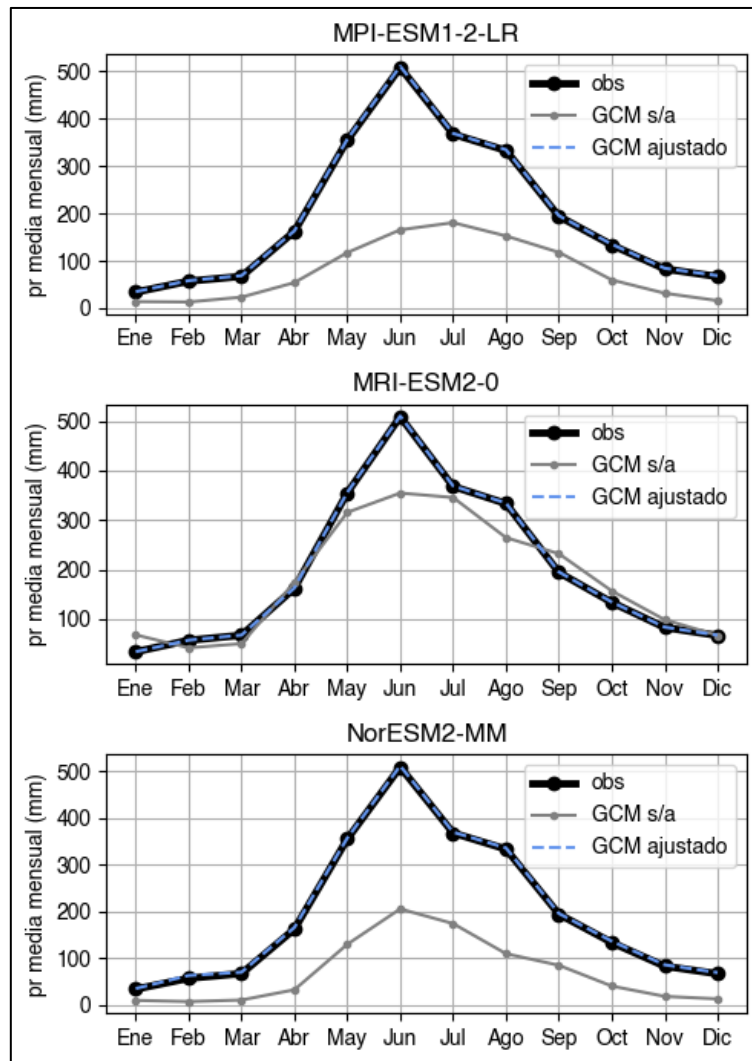 MPI-ESM1-2-LR
pr media mensual (mm)
500
400
300
200
100
0
obs
GCM s/a
GCM ajustado
Ene Feb Mar Abr May Jun Jul Ago Sep Oct Nov Dic
MRI-ESM2-0
pr media mensual (mm)
500
400
300
200
100
obs
GCM s/a
GCM ajustado
Ene Feb Mar Abr May Jun Jul Ago Sep Oct Nov Dic
NorESM2-MM
pr media mensual (mm)
500
400
300
200
100
0
obs
GCM s/a
GCM ajustado
Ene Feb Mar Abr May Jun Jul Ago Sep Oct Nov Dic